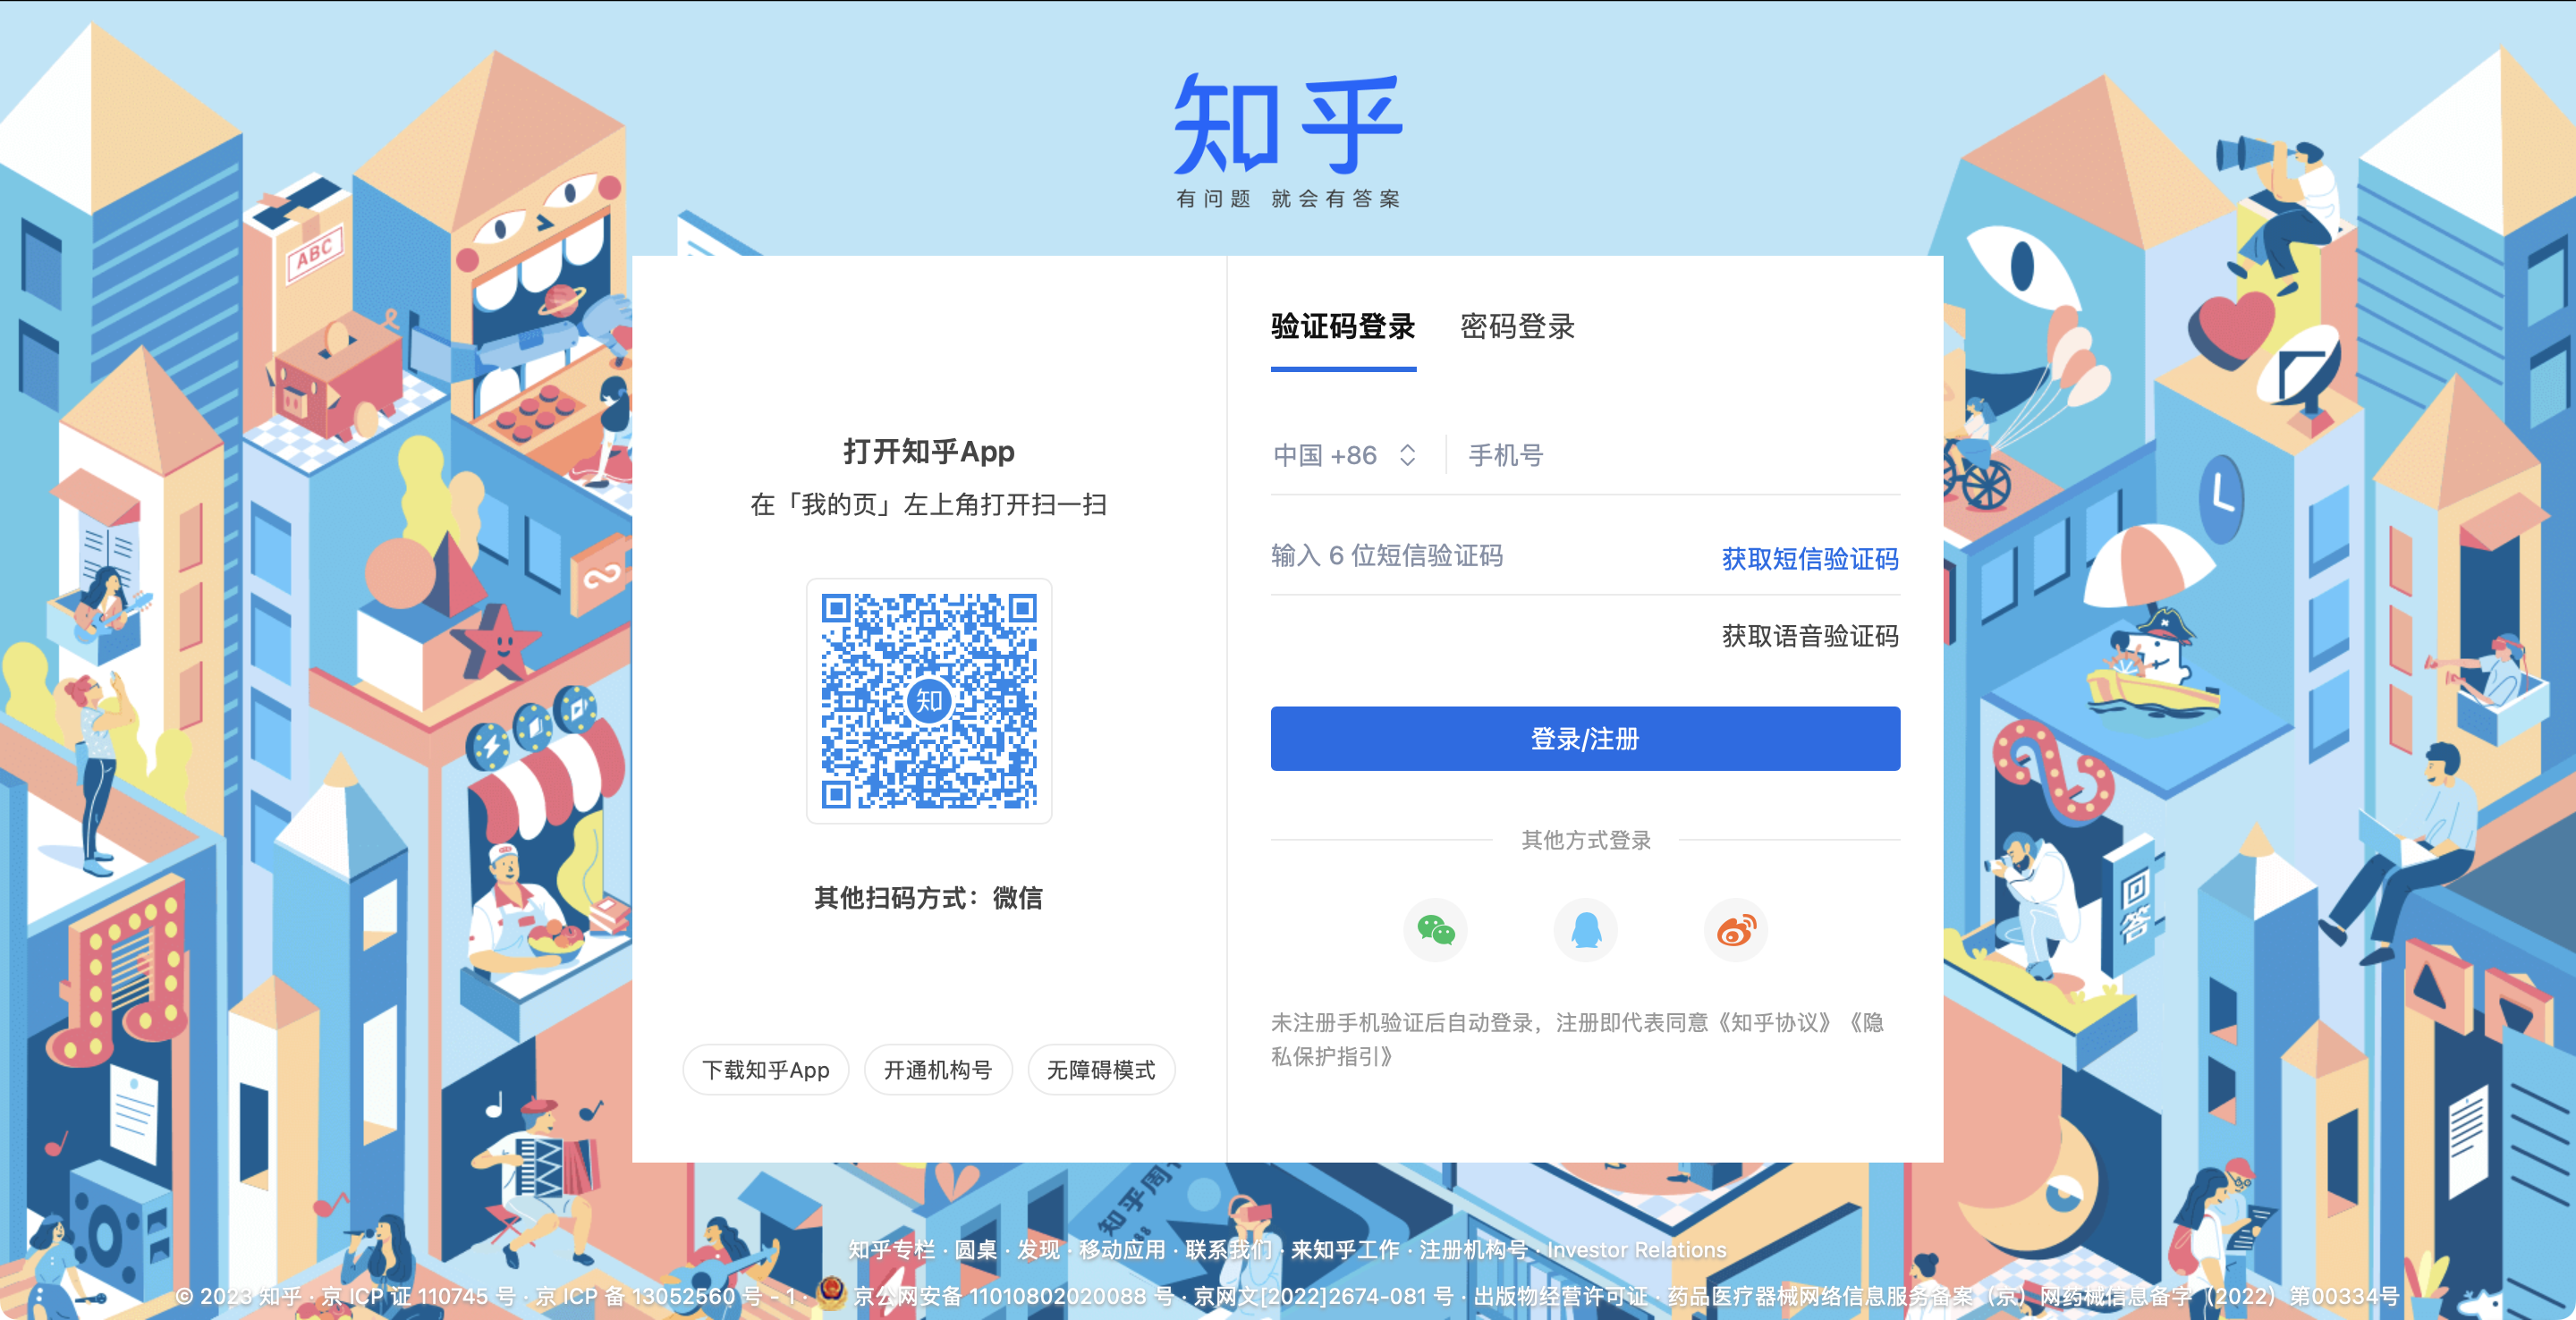 知乎
有问题 就会有答案
ABC
打开知乎App
在「我的页」左上角打开扫一扫
知
其他扫码方式：微信
下载知乎App
开通机构号
无障碍模式
验证码登录
密码登录
中国 +86
手机号
输入 6 位短信验证码
获取短信验证码
获取语音验证码
登录/注册
其他方式登录
未注册手机验证后自动登录，注册即代表同意《知乎协议》《隐
私保护指引》
回答
知乎周
知乎专栏 · 圆桌 · 发现 · 移动应用 · 联系我们 · 来知乎工作 · 注册机构号 · Investor Relations
© 2023 知乎 · 京 ICP 证 110745 号 · 京 ICP 备 13052560 号 - 1 · 京公网安备 11010802020088 号 · 京网文[2022]2674-081 号 · 出版物经营许可证 · 药品医疗器械网络信息服务备案（京）网药械信息备字（2022）第00334号